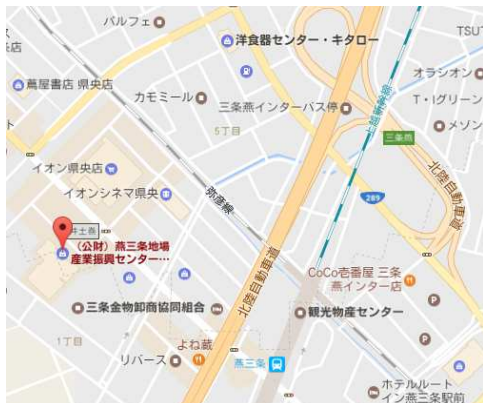 パルフェ
洋食器センター・キタロー
TSUT
条店
オラシオン
蔦屋書店 県央店
カモミール
三条燕インターバス停
T・Iグリーン
メゾン
5丁目
上越新幹線
三条燕
イオン県央店
北陸自動車道
イオンシネマ県央
弥彦線
289
井土巻
(公財)燕三条地場
産業振興センター…
北陸自動車道
CoCo壱番屋 三条
燕インター店
三条金物卸商協同組合
観光物産センター
1丁目
よね蔵
リバース
燕三条
ホテルルート
イン燕三条駅前